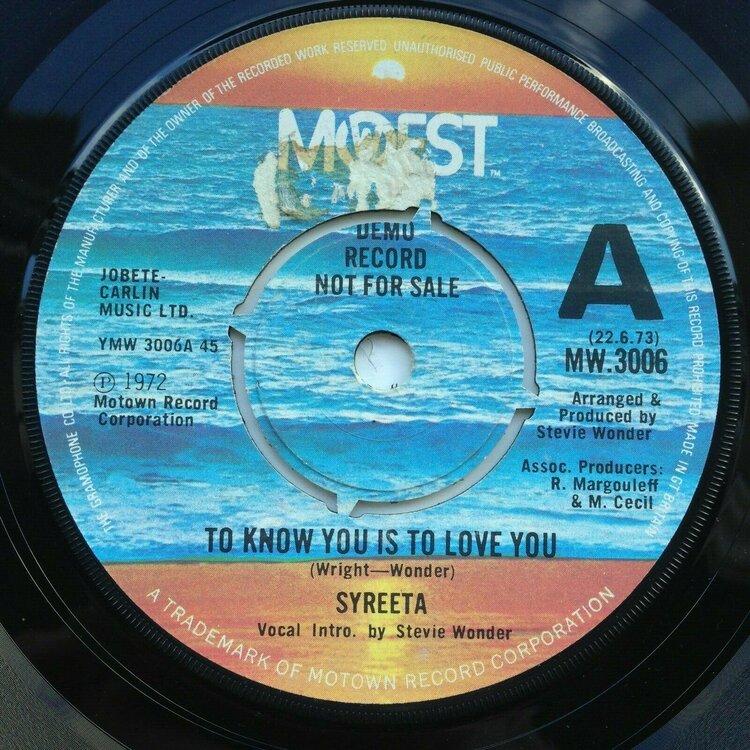 THE GRAMOPHONE CO. LTD. ALL RIGHTS OF THE MANUFACTURER AND OF THE OWNER OF THE RECORDED WORK RESERVED UNAUTHORISED PUBLIC PERFORMANCE BROADCASTING AND COPYING OF THIS RECORD PROHIBITED MADE IN GT BRITAIN
DEMO
RECORD
NOT FOR SALE
A
JOBETE-
CARLIN
MUSIC LTD.
YMW 3006A 45
Ⓟ 1972
Motown Record
Corporation
(22.6.73)
MW.3006
Arranged &
Produced by
Stevie Wonder
Assoc. Producers:
R. Margouleff
& M. Cecil
TO KNOW YOU IS TO LOVE YOU
(Wright—Wonder)
SYREETA
Vocal Intro. by Stevie Wonder
A TRADEMARK OF MOTOWN RECORD CORPORATION